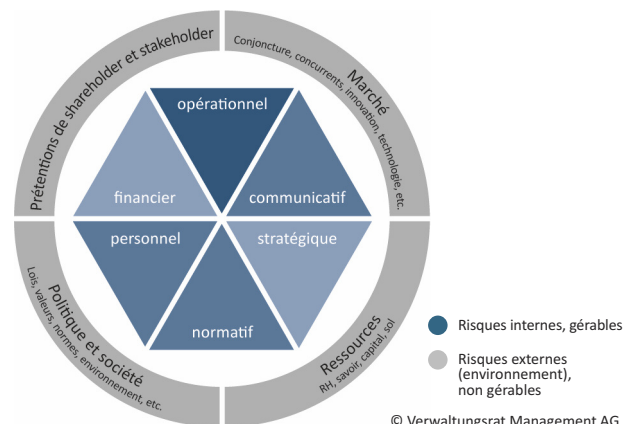 Prétentions de shareholder et stakeholder
Marché
Conjoncture, concurrents, innovation, technologie, etc.
opérationnel
financier
communicatif
personnel
stratégique
normatif
Politique et société
Lois, valeurs, normes, environnement, etc.
Ressources
RH, savoir, capital, sol
Risques internes, gérables
Risques externes
(environnement),
non gérables
© Verwaltungsrat Management AG